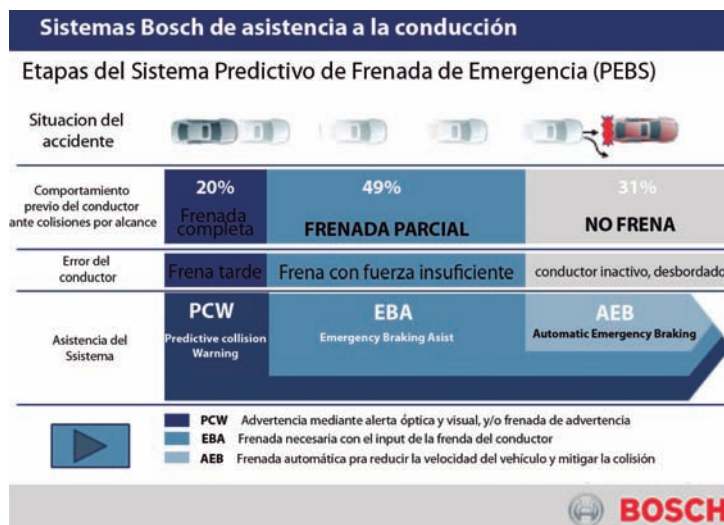 Sistemas Bosch de asistencia a la conducción
Etapas del Sistema Predictivo de Frenada de Emergencia (PEBS)
Situacion del
accidente
Comportamiento
previo del conductor
ante colisiones por alcance
20%
Frenada
completa
49%
FRENADA PARCIAL
31%
NO FRENA
Error del
conductor
Frena tarde
Frena con fuerza insuficiente
conductor inactivo, desbordado
Asistencia del
Ssistema
PCW
Predictive collision
Warning
EBA
Emergency Braking Asist
AEB
Automatic Emergency Braking
PCW Advertencia mediante alerta óptica y visual, y/o frenada de advertencia
EBA Frenada necesaria con el input de la frenda del conductor
AEB Frenada automática pra reducir la velocidad del vehículo y mitigar la colisión
BOSCH